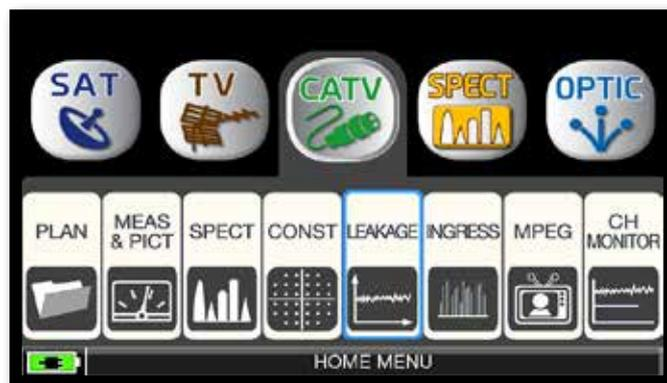 SAT TV CATV SPECT OPTIC
PLAN MEAS & PICT SPECT CONST LEAKAGE INGRESS MPEG CH MONITOR
HOME MENU